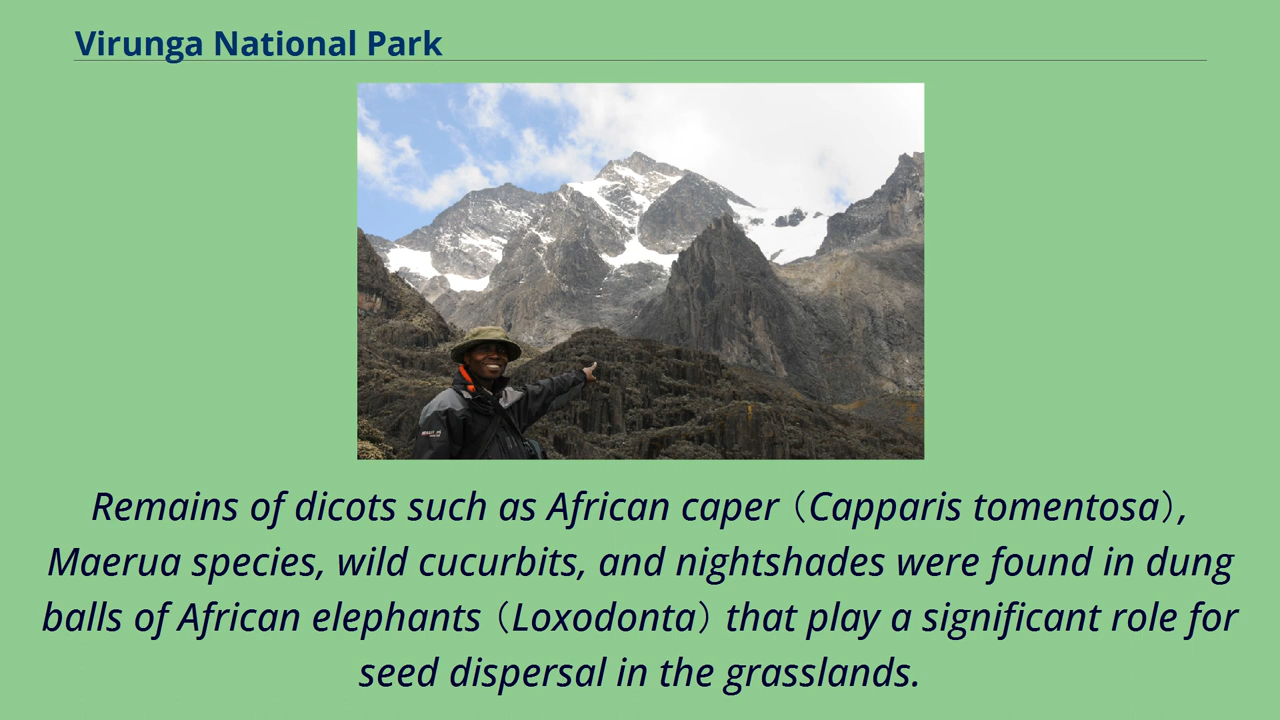 Virunga National Park
Remains of dicots such as African caper (Capparis tomentosa),
Maerua species, wild cucurbits, and nightshades were found in dung
balls of African elephants (Loxodonta) that play a significant role for
seed dispersal in the grasslands.